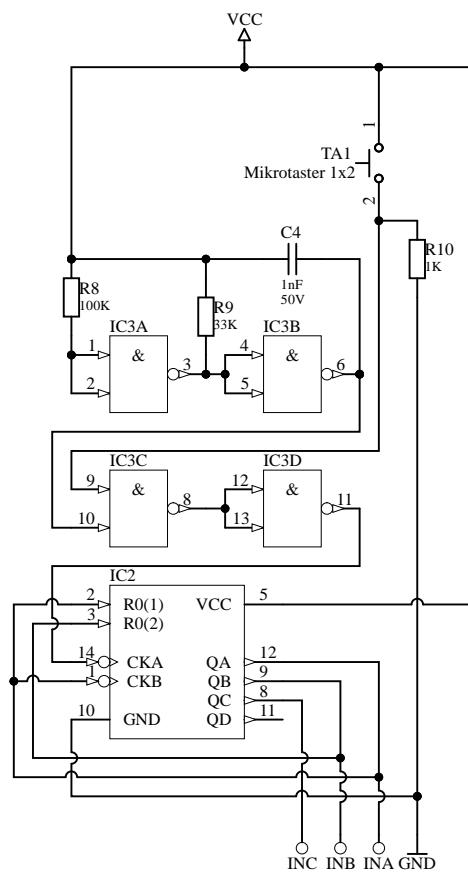 VCC
1
TA1
Mikrotaster 1x2
2
C4
R10
1K
1nF
50V
R8
100K
R9
33K
IC3A
IC3B
1
&
3
4
&
6
2
5
IC3C
IC3D
9
&
8
12
&
11
10
13
IC2
2
R0(1)
VCC
5
3
R0(2)
14
CKA
QA
12
1
CKB
QB
9
QC
8
10
GND
QD
11
INC
INB
INA
GND